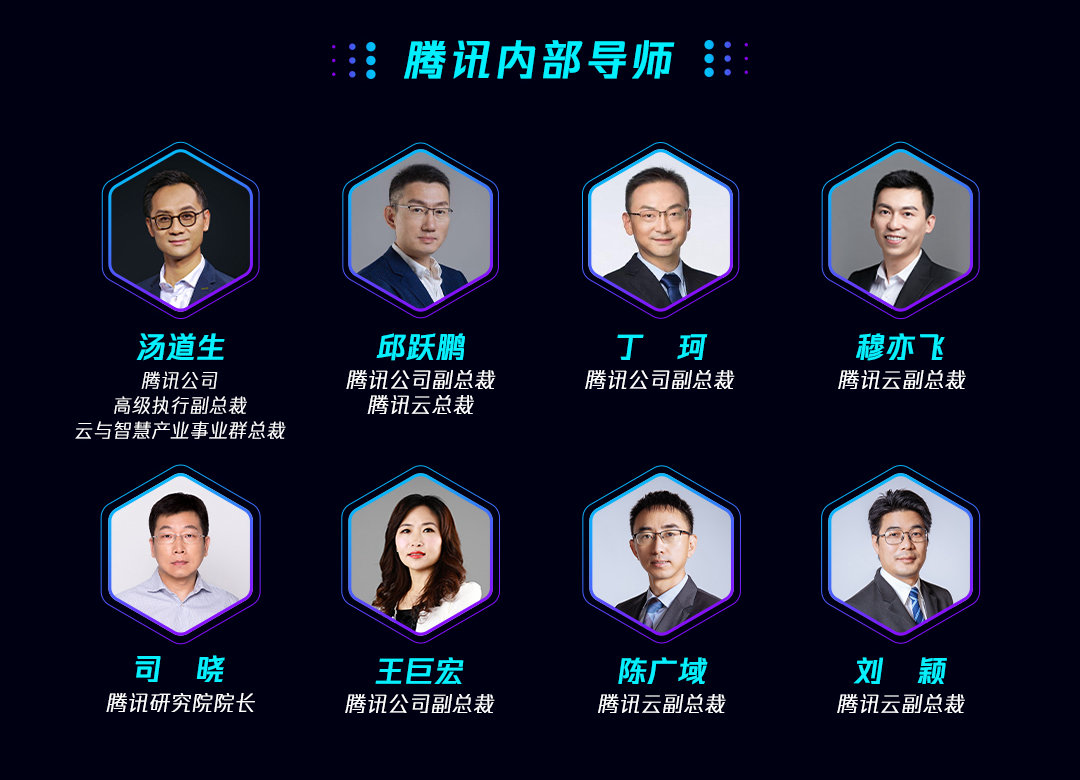 腾讯内部导师
汤道生
腾讯公司
高级执行副总裁
云与智慧产业事业群总裁
邱跃鹏
腾讯公司副总裁
腾讯云总裁
丁 珂
腾讯公司副总裁
穆亦飞
腾讯云副总裁
司 晓
腾讯研究院院长
王巨宏
腾讯公司副总裁
陈广域
腾讯云副总裁
刘 颖
腾讯云副总裁